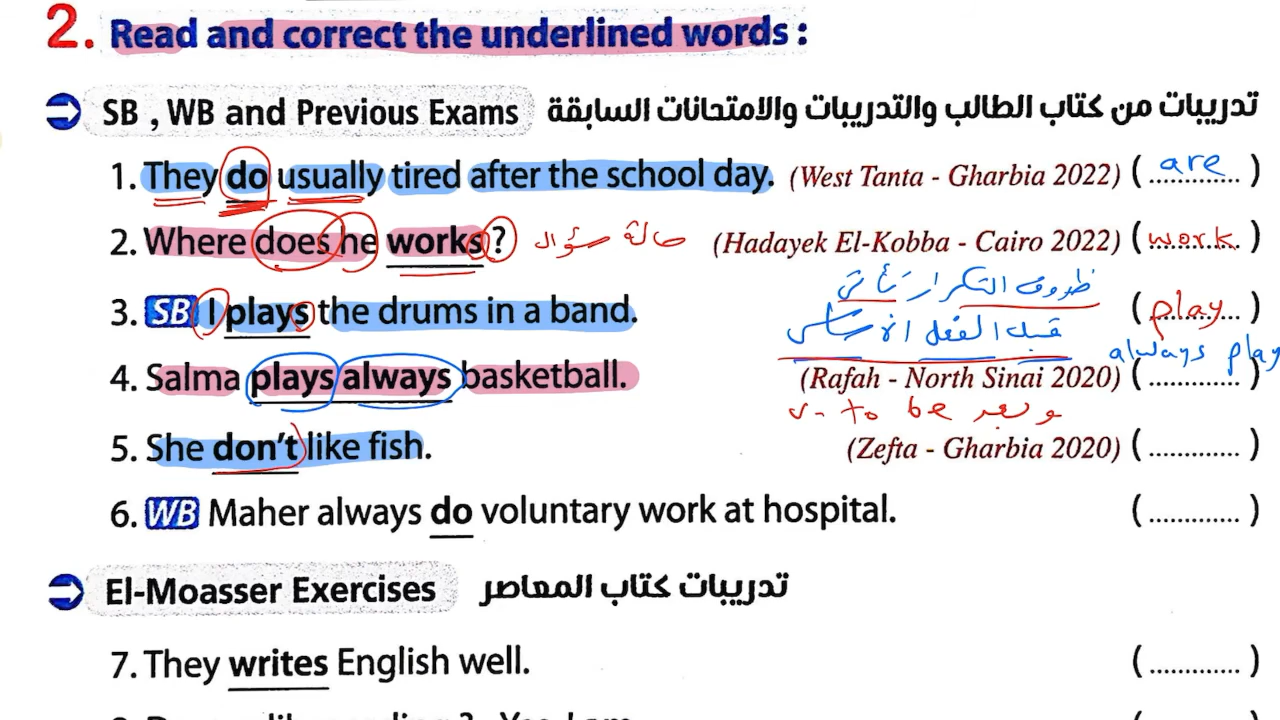 2. Read and correct the underlined words :
SB , WB and Previous Exams تدريبات من كتاب الطالب والتدريبات والامتحانات السابقة
1. They do usually tired after the school day. (West Tanta - Gharbia 2022) (are)
2. Where does he works ? حالة سؤال (Hadayek El-Kobba - Cairo 2022) (work)
ظروف التكرار تأتى
3. SB I plays the drums in a band. (play)
قبل الفعل الأساسى
always play
4. Salma plays always basketball. (Rafah - North Sinai 2020) (.............)
v. to be وبعد
5. She don't like fish. (Zefta - Gharbia 2020) (.............)
6. WB Maher always do voluntary work at hospital. (.............)
El-Moasser Exercises تدريبات كتاب المعاصر
7. They writes English well. (.............)